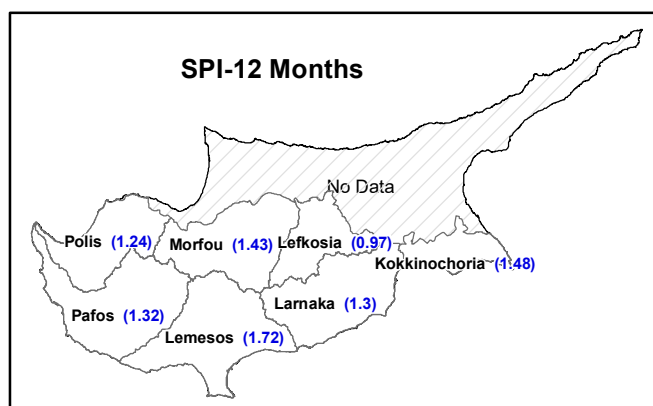 SPI-12 Months
No Data
Polis (1.24)
Morfou (1.43)
Lefkosia (0.97)
Kokkinochoria (1.48)
Pafos (1.32)
Larnaka (1.3)
Lemesos (1.72)